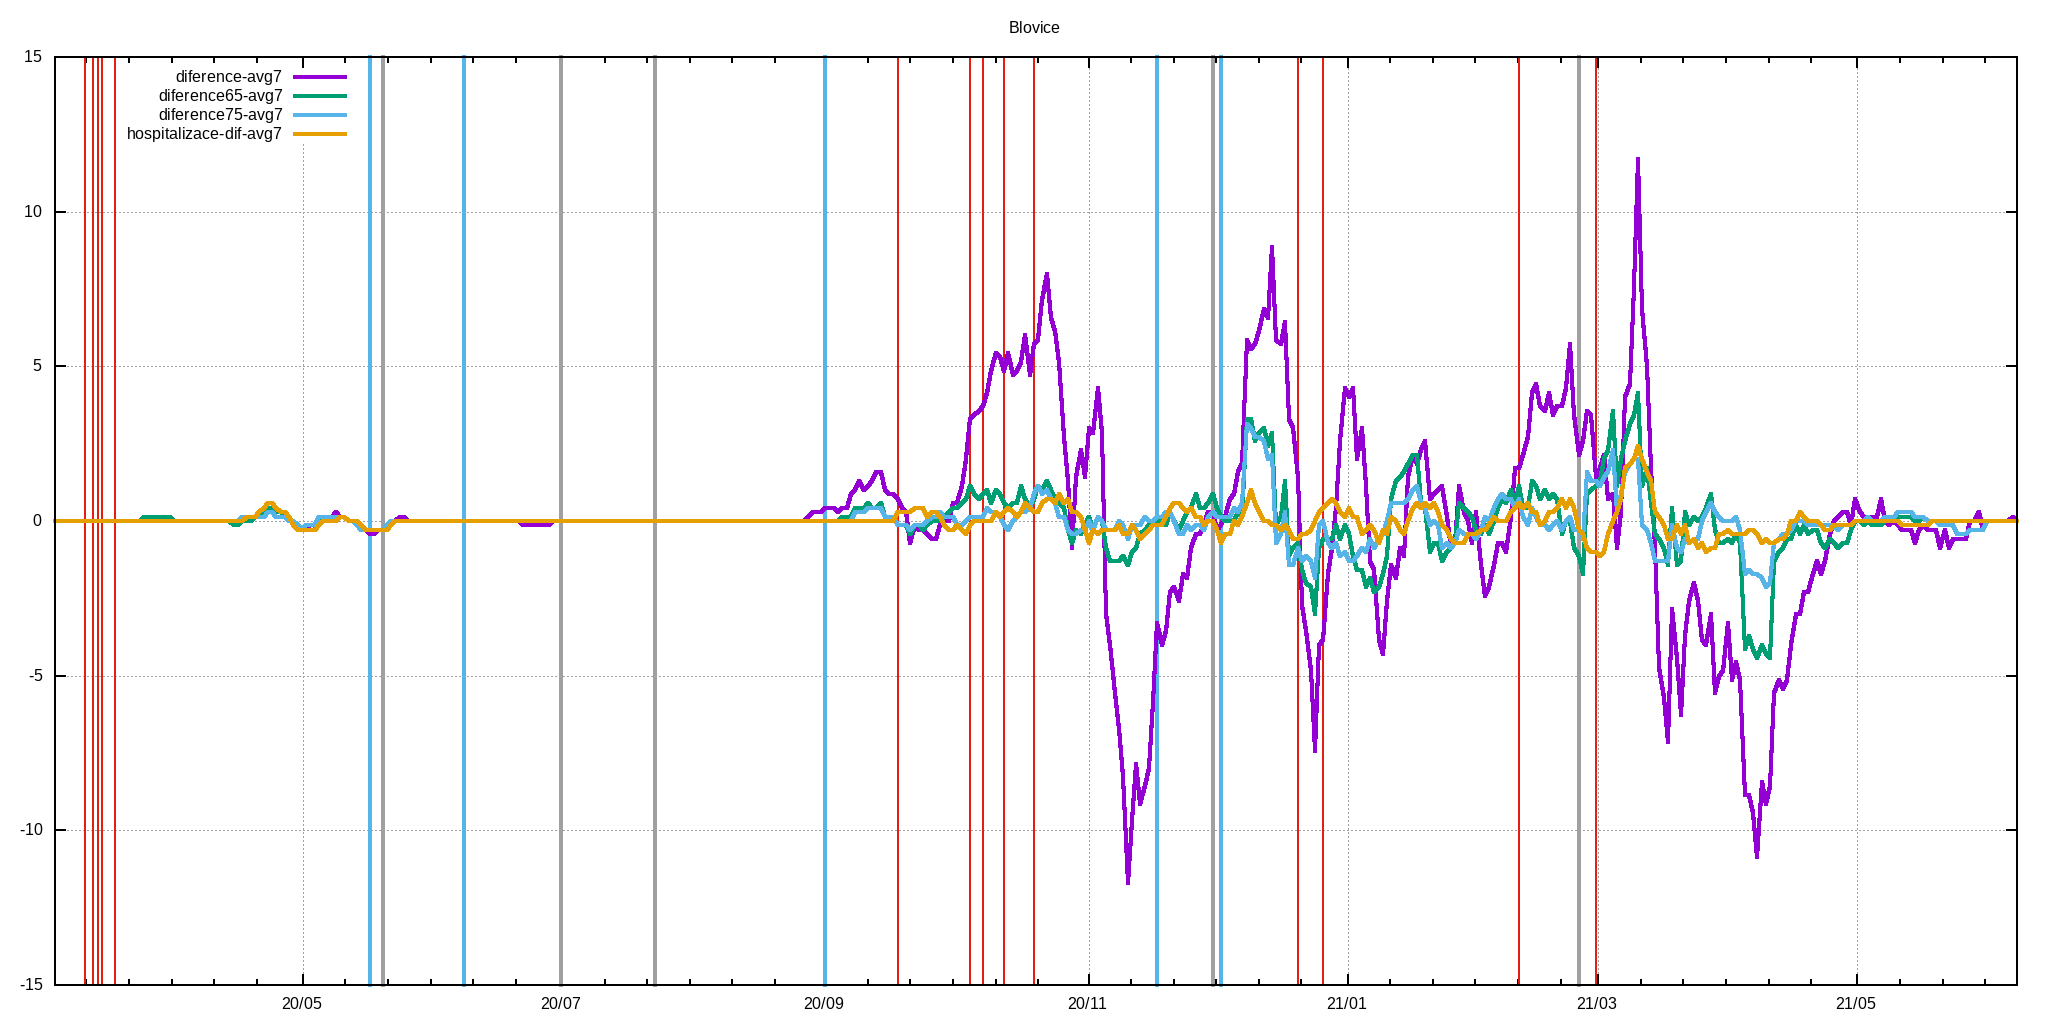 Blovice
diference-avg7
diference65-avg7
diference75-avg7
hospitalizace-dif-avg7
15
10
5
0
-5
-10
-15
20/05 20/07 20/09 20/11 21/01 21/03 21/05